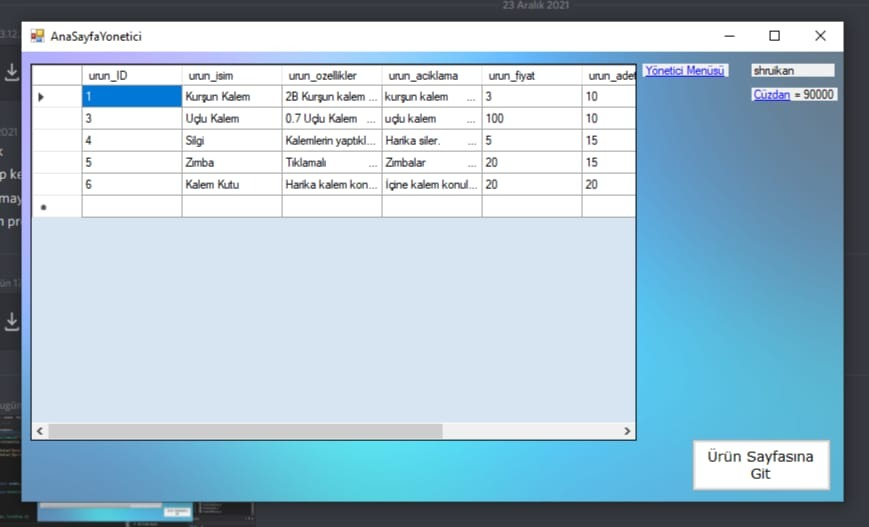 23 Aralık 2021
AnaSayfaYonetici
urun_ID urun_isim urun_ozellikler urun_aciklama urun_fiyat urun_adet
1 Kurşun Kalem 2B Kurşun kalem ... kurşun kalem ... 3 10
3 Uçlu Kalem 0.7 Uçlu Kalem ... uçlu kalem ... 100 10
4 Silgi Kalemlerin yaptıkl... Harika siler. ... 5 15
5 Zımba Tıklamalı ... Zımbalar ... 20 15
6 Kalem Kutu Harika kalem kon... İçine kalem konul... 20 20
Yönetici Menüsü
shruikan
Cüzdan = 90000
Ürün Sayfasına
Git